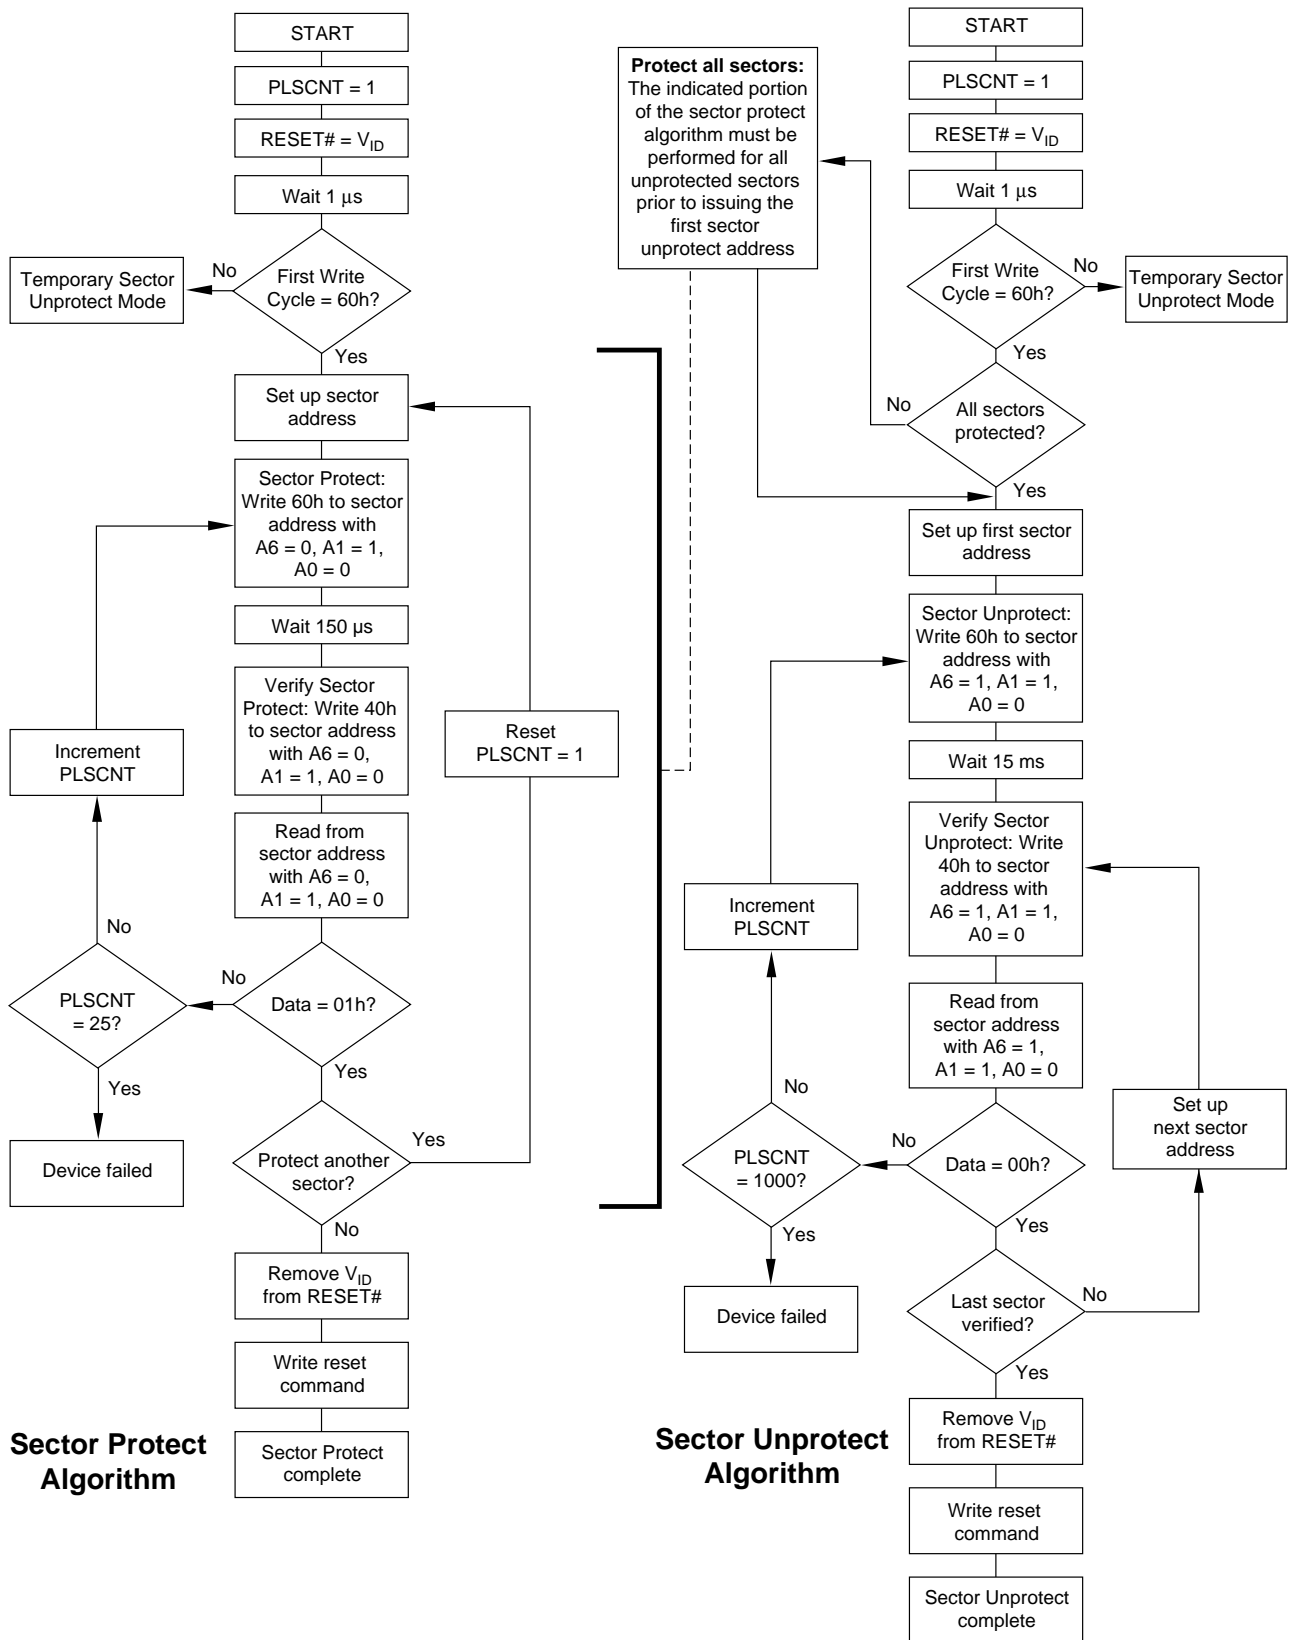 START
PLSCNT = 1
RESET# = VID
Wait 1 μs
First Write
Cycle = 60h?
No
Temporary Sector
Unprotect Mode
Yes
Set up sector
address
Sector Protect:
Write 60h to sector
address with
A6 = 0, A1 = 1,
A0 = 0
Wait 150 µs
Verify Sector
Protect: Write 40h
to sector address
with A6 = 0,
A1 = 1, A0 = 0
Reset
PLSCNT = 1
Increment
PLSCNT
Read from
sector address
with A6 = 0,
A1 = 1, A0 = 0
No
No
PLSCNT
= 25?
Data = 01h?
Yes
Yes
Device failed
Protect another
sector?
Yes
No
Remove VID
from RESET#
Write reset
command
Sector Protect
complete
Sector Protect
Algorithm
Protect all sectors:
The indicated portion
of the sector protect
algorithm must be
performed for all
unprotected sectors
prior to issuing the
first sector
unprotect address
START
PLSCNT = 1
RESET# = VID
Wait 1 μs
First Write
Cycle = 60h?
No
Temporary Sector
Unprotect Mode
Yes
No
All sectors
protected?
Yes
Set up first sector
address
Sector Unprotect:
Write 60h to sector
address with
A6 = 1, A1 = 1,
A0 = 0
Wait 15 ms
Verify Sector
Unprotect: Write
40h to sector
address with
A6 = 1, A1 = 1,
A0 = 0
Increment
PLSCNT
Read from
sector address
with A6 = 1,
A1 = 1, A0 = 0
No
No
PLSCNT
= 1000?
Data = 00h?
Set up
next sector
address
Yes
Yes
Device failed
Last sector
verified?
No
Yes
Remove VID
from RESET#
Write reset
command
Sector Unprotect
complete
Sector Unprotect
Algorithm